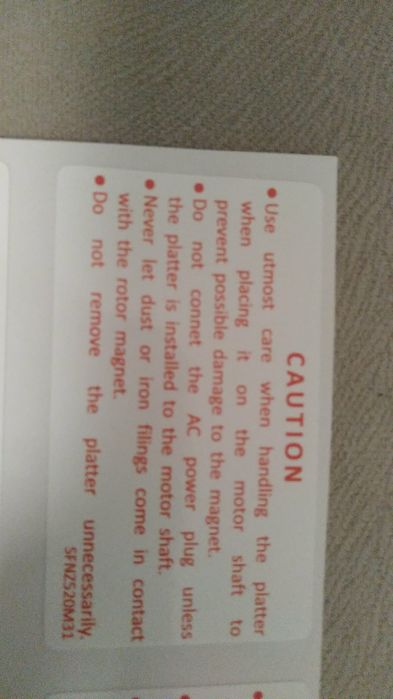 CAUTION
• Use utmost care when handling the platter
when placing it on the motor shaft to
prevent possible damage to the magnet.
• Do not connet the AC power plug unless
the platter is installed to the motor shaft.
• Never let dust or iron filings come in contact
with the rotor magnet.
• Do not remove the platter unnecessarily.
SFNZ520M31